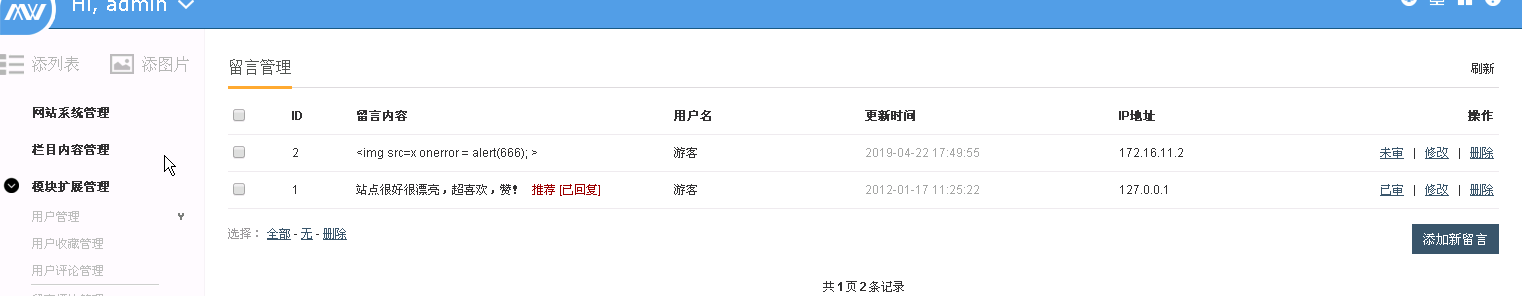 Hi, admin
添列表 添图片
网站系统管理
栏目内容管理
模块扩展管理
用户管理
用户收藏管理
用户评论管理
留言管理 刷新
ID 留言内容 用户名 更新时间 IP地址 操作
2 <img src=x onerror = alert(666); > 游客 2019-04-22 17:49:55 172.16.11.2 未审 | 修改 | 删除
1 站点很好很漂亮，超喜欢，赞！ 推荐 [已回复] 游客 2012-01-17 11:25:22 127.0.0.1 已审 | 修改 | 删除
选择： 全部 - 无 - 删除
添加新留言
共1页2条记录